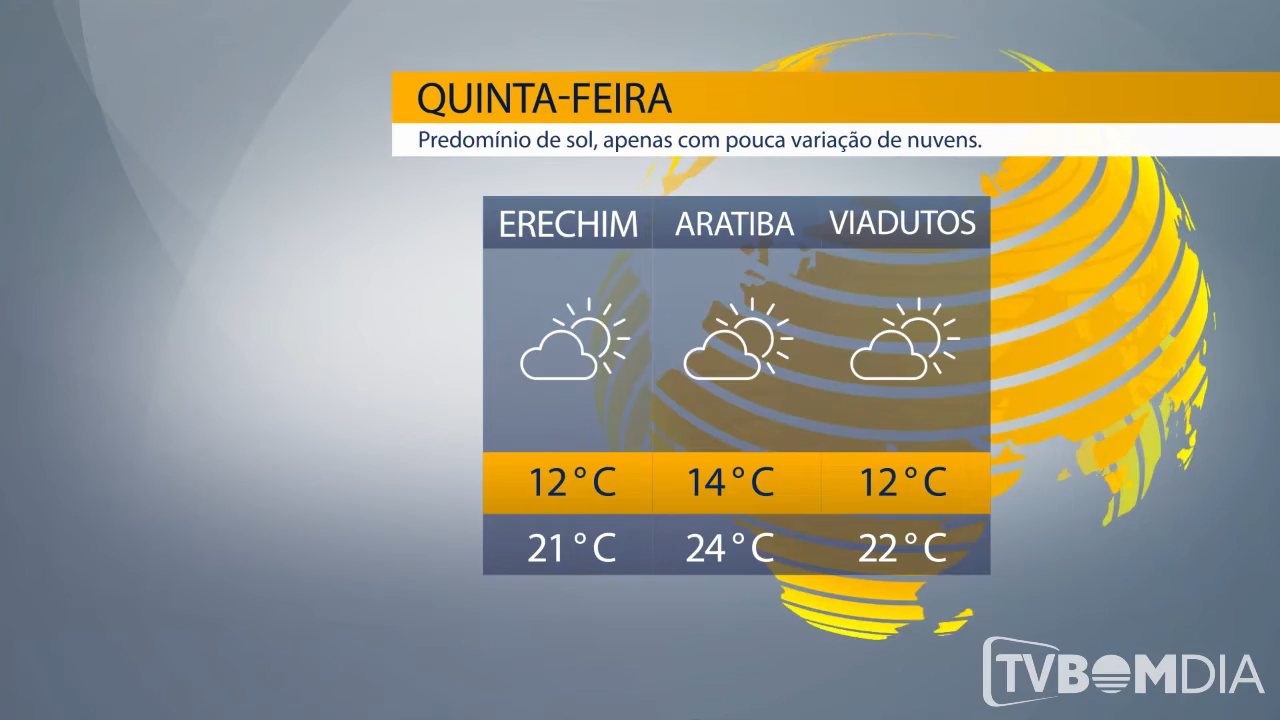 QUINTA-FEIRA
Predomínio de sol, apenas com pouca variação de nuvens.
ERECHIM ARATIBA VIADUTOS
12°C 14°C 12°C
21°C 24°C 22°C
TVBOMDIA